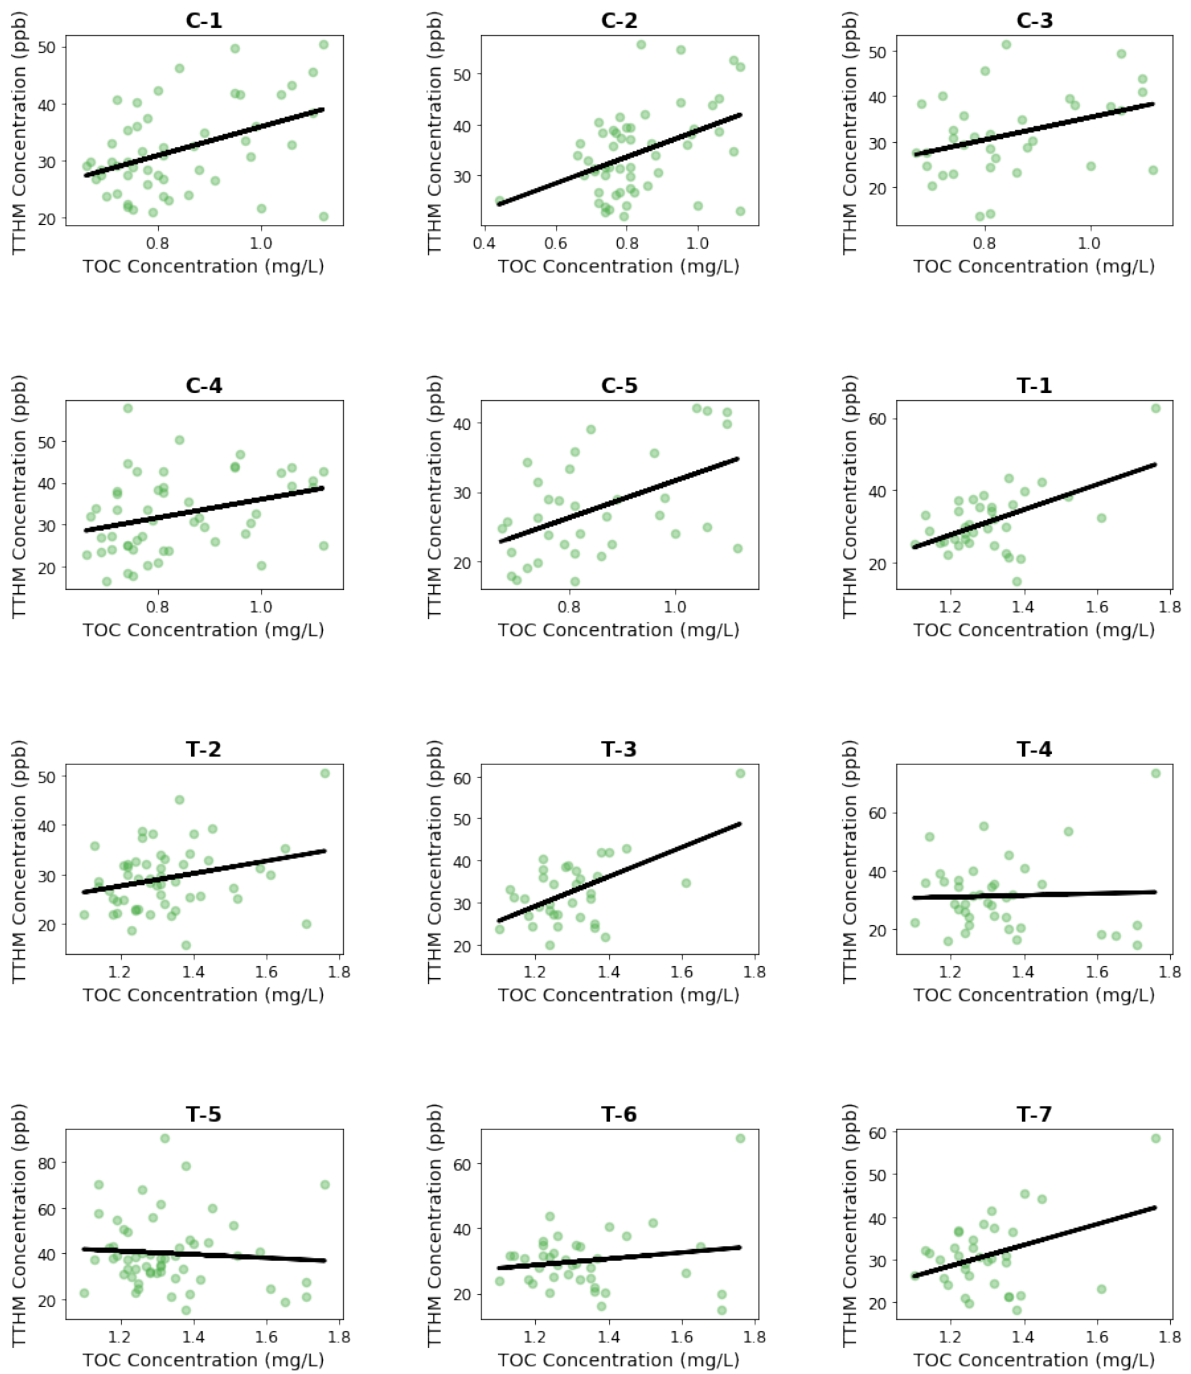 C-1
TTHM Concentration (ppb)
50
40
30
20
0.8 1.0
TOC Concentration (mg/L)
C-2
TTHM Concentration (ppb)
50
40
30
0.4 0.6 0.8 1.0
TOC Concentration (mg/L)
C-3
TTHM Concentration (ppb)
50
40
30
20
0.8 1.0
TOC Concentration (mg/L)
C-4
TTHM Concentration (ppb)
50
40
30
20
0.8 1.0
TOC Concentration (mg/L)
C-5
TTHM Concentration (ppb)
40
30
20
0.8 1.0
TOC Concentration (mg/L)
T-1
TTHM Concentration (ppb)
60
40
20
1.2 1.4 1.6 1.8
TOC Concentration (mg/L)
T-2
TTHM Concentration (ppb)
50
40
30
20
1.2 1.4 1.6 1.8
TOC Concentration (mg/L)
T-3
TTHM Concentration (ppb)
60
50
40
30
20
1.2 1.4 1.6 1.8
TOC Concentration (mg/L)
T-4
TTHM Concentration (ppb)
60
40
20
1.2 1.4 1.6 1.8
TOC Concentration (mg/L)
T-5
TTHM Concentration (ppb)
80
60
40
20
1.2 1.4 1.6 1.8
TOC Concentration (mg/L)
T-6
TTHM Concentration (ppb)
60
40
20
1.2 1.4 1.6 1.8
TOC Concentration (mg/L)
T-7
TTHM Concentration (ppb)
60
50
40
30
20
1.2 1.4 1.6 1.8
TOC Concentration (mg/L)